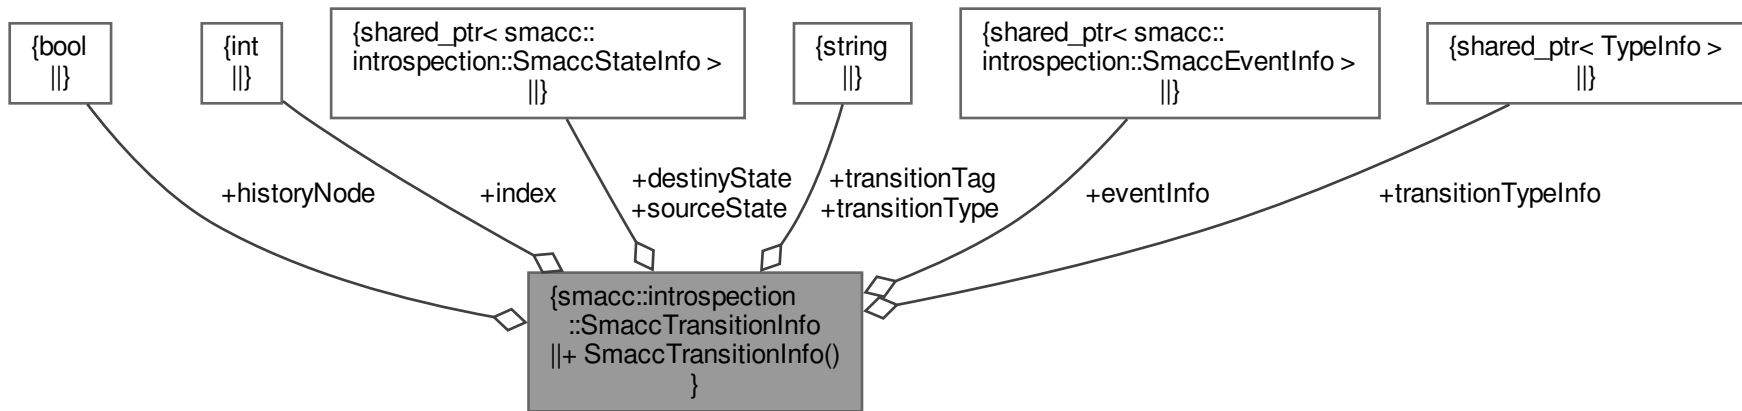 {bool
||}
{int
||}
{shared_ptr< smacc::
introspection::SmaccStateInfo >
||}
{string
||}
{shared_ptr< smacc::
introspection::SmaccEventInfo >
||}
{shared_ptr< TypeInfo >
||}
+historyNode
+index
+destinyState
+sourceState
+transitionTag
+transitionType
+eventInfo
+transitionTypeInfo
{smacc::introspection
::SmaccTransitionInfo
||+ SmaccTransitionInfo()
}